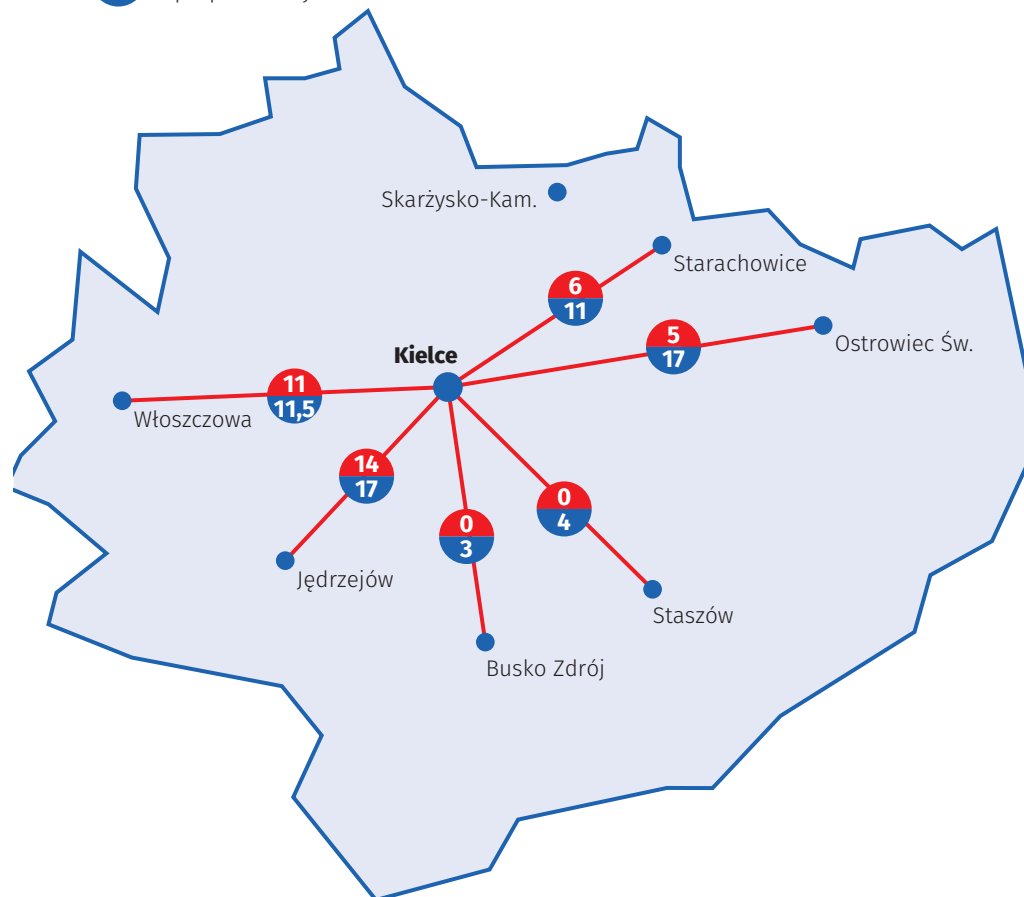 Skarżysko-Kam.
Starachowice
6
11
5
17
Ostrowiec Św.
Kielce
11
11,5
Włoszczowa
14
17
0
4
0
3
Jędrzejów
Staszów
Busko Zdrój